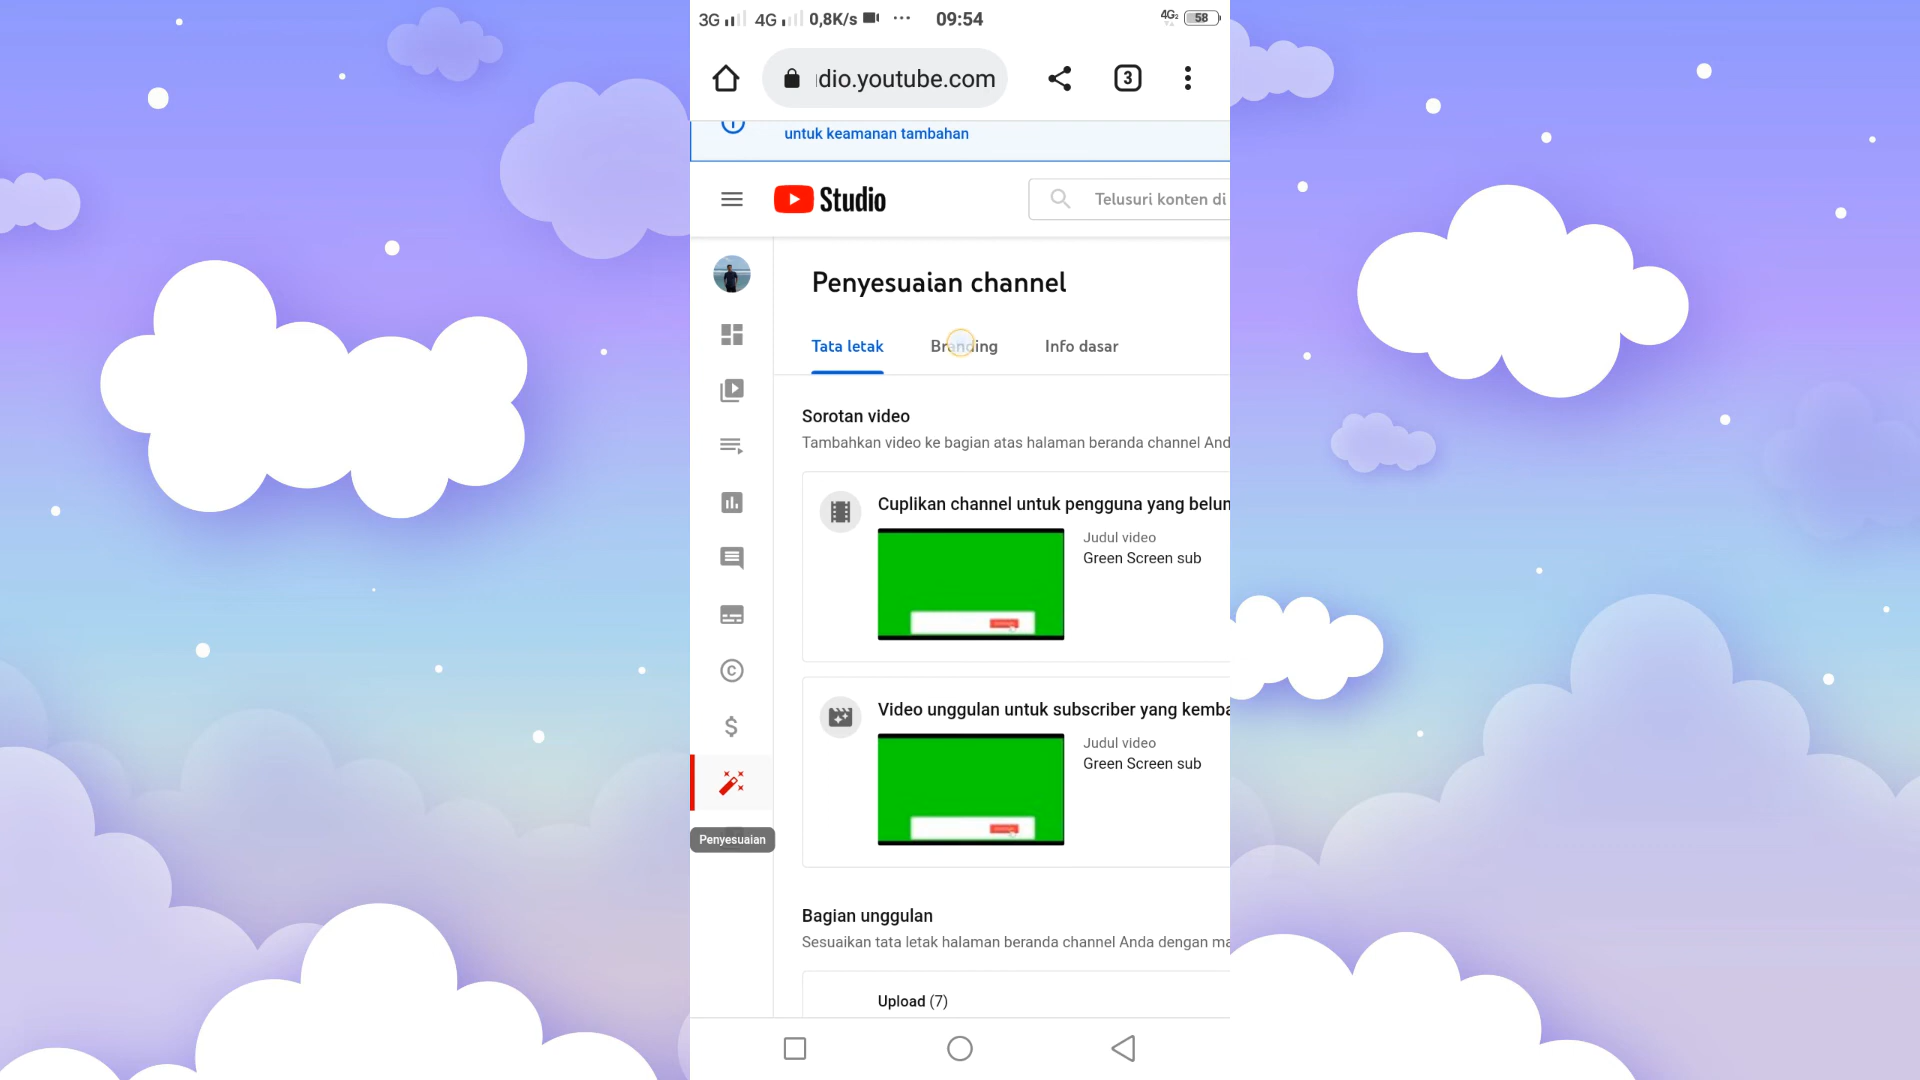 3G 4G 0,8K/s ... 09:54 4G2 58
dio.youtube.com 3
untuk keamanan tambahan
Studio Telusuri konten di
Penyesuaian channel
Tata letak Branding Info dasar
Sorotan video
Tambahkan video ke bagian atas halaman beranda channel And
Cuplikan channel untuk pengguna yang belum
Judul video
Green Screen sub
Video unggulan untuk subscriber yang kemba
Judul video
Green Screen sub
Penyesuaian
Bagian unggulan
Sesuaikan tata letak halaman beranda channel Anda dengan ma
Upload (7)